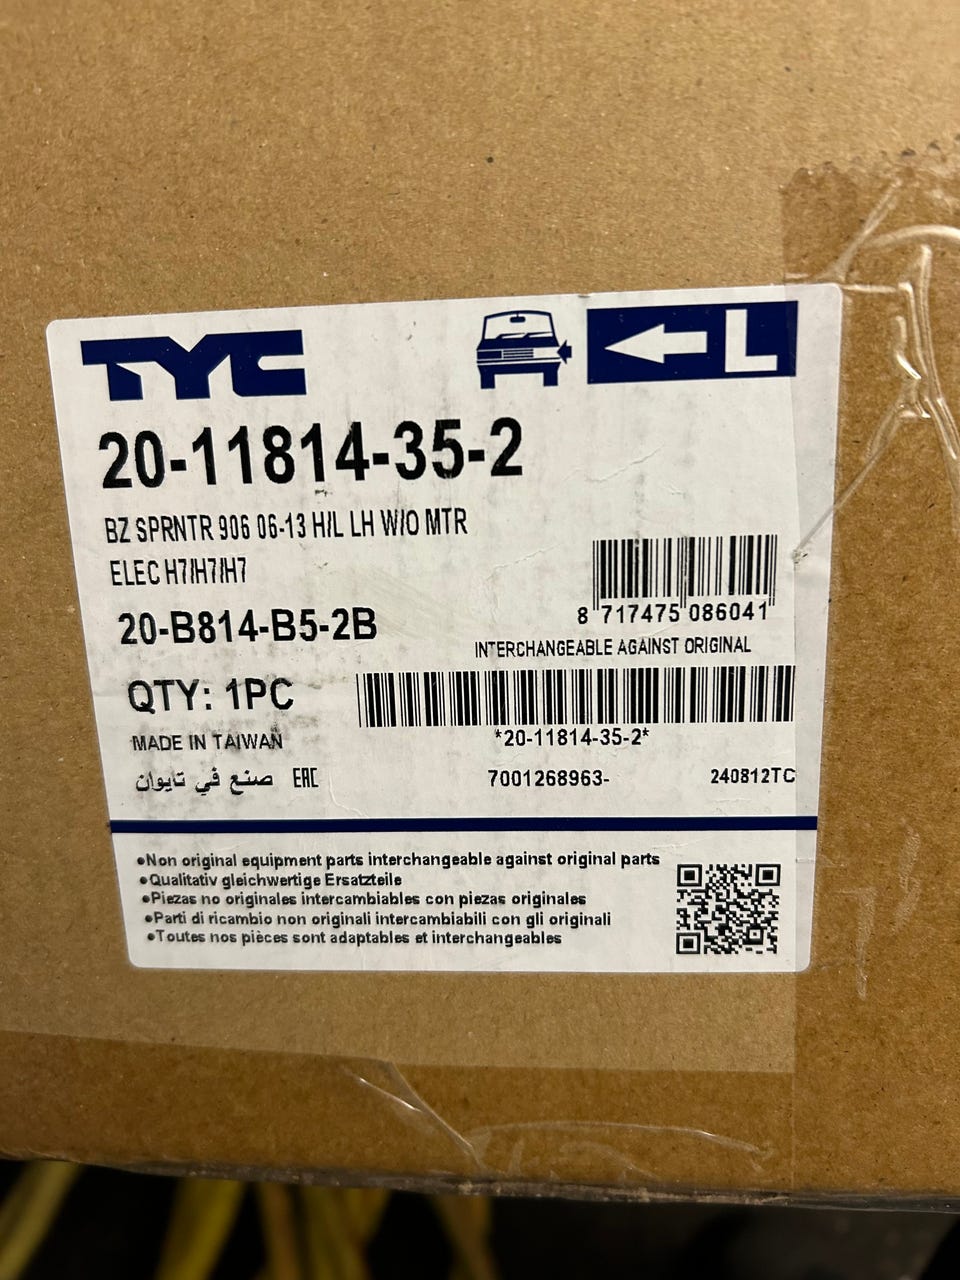 TYC
L
20-11814-35-2
BZ SPRNTR 906 06-13 H/L LH W/O MTR
ELEC H7/H7/H7
20-B814-B5-2B
8 717475 086041
INTERCHANGEABLE AGAINST ORIGINAL
QTY: 1PC
*20-11814-35-2*
MADE IN TAIWAN
صنع في تايوان EAC
7001268963-
240812TC
•Non original equipment parts interchangeable against original parts
•Qualitativ gleichwertige Ersatzteile
•Piezas no originales intercambiables con piezas originales
•Parti di ricambio non originali intercambiabili con gli originali
•Toutes nos pièces sont adaptables et interchangeables